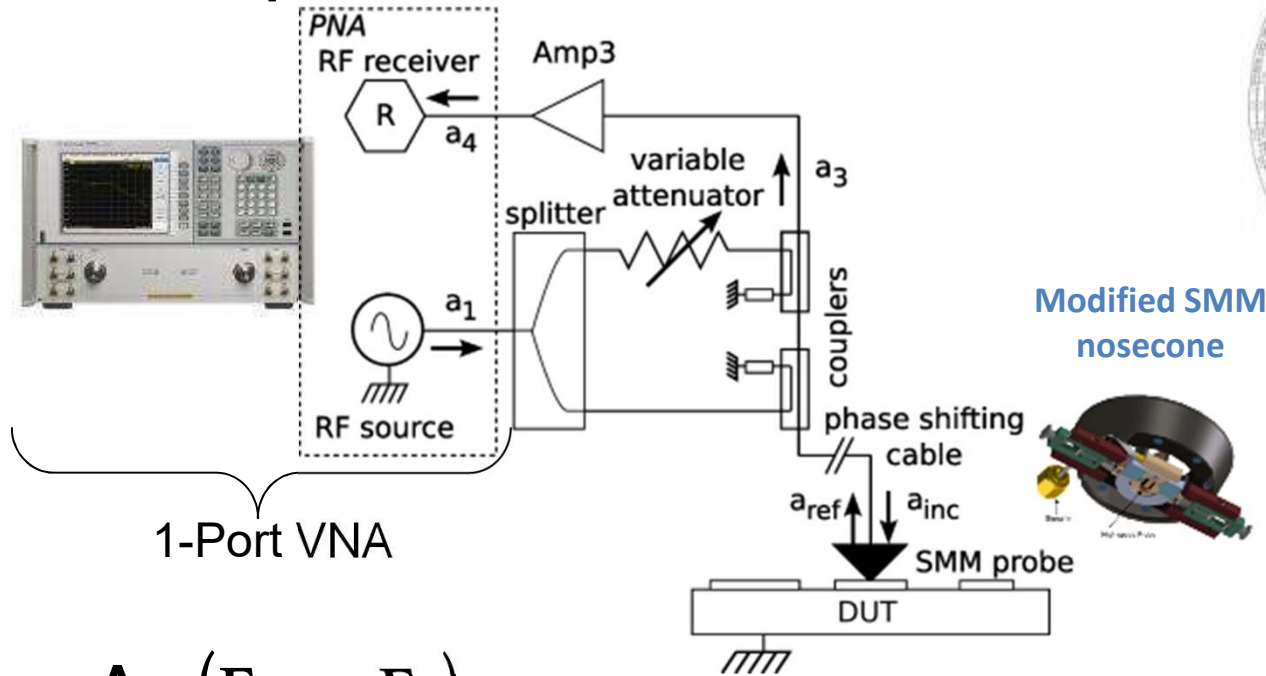 PNA
RF receiver
R
a4
Amp3
variable
attenuator
a3
splitter
a1
RF source
couplers
phase shifting
cable
aref
ainc
SMM probe
DUT
1-Port VNA
Modified SMM
nosecone